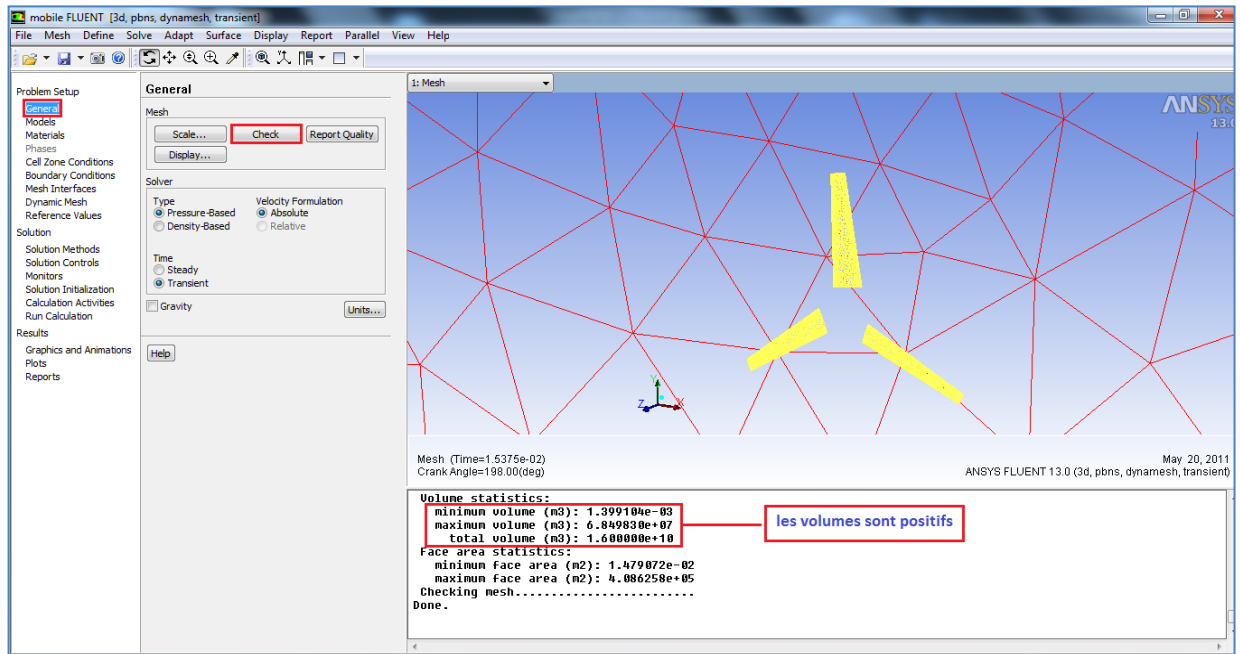 mobile FLUENT [3d, pbns, dynamesh, transient]
File Mesh Define Solve Adapt Surface Display Report Parallel View Help
Problem Setup
General
Models
Materials
Phases
Cell Zone Conditions
Boundary Conditions
Mesh Interfaces
Dynamic Mesh
Reference Values
Solution
Solution Methods
Solution Controls
Monitors
Solution Initialization
Calculation Activities
Run Calculation
Results
Graphics and Animations
Plots
Reports
General
Mesh
Scale... Check Report Quality
Display...
Solver
Type Velocity Formulation
Pressure-Based Absolute
Density-Based Relative
Time
Steady
Transient
Gravity Units...
Help
1: Mesh
ANSYS
13.0
Y
Z X
Mesh (Time=1.5375e-02) May 20, 2011
Crank Angle=198.00(deg) ANSYS FLUENT 13.0 (3d, pbns, dynamesh, transient)
Volume statistics:
minimum volume (m3): 1.399104e-03
maximum volume (m3): 6.849830e+07
total volume (m3): 1.600000e+10
les volumes sont positifs
Face area statistics:
minimum face area (m2): 1.479072e-02
maximum face area (m2): 4.086258e+05
Checking mesh.........................
Done.